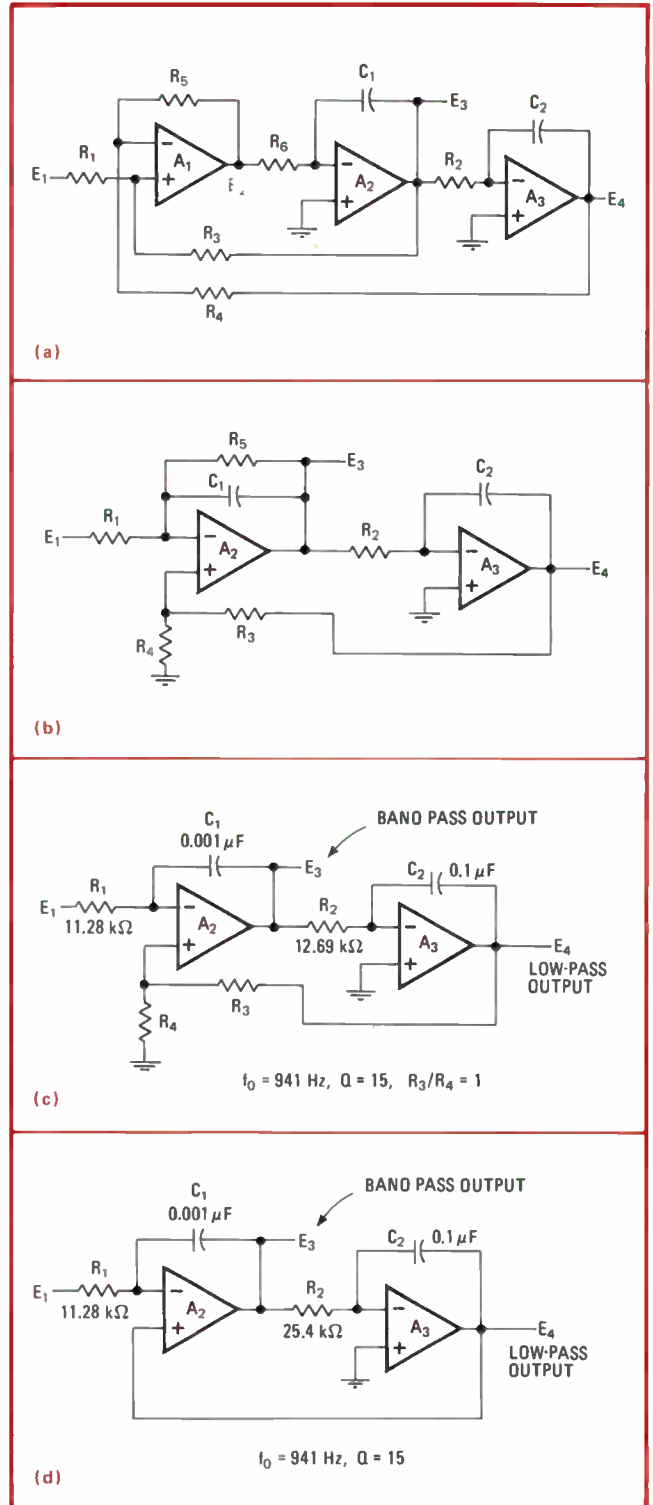 R5
C1
E3
C2
R1
R6
R2
E1
A1
A2
A3
E4
R3
R4
(a)
R5
E3
C1
C2
R1
R2
E1
A2
A3
E4
R3
R4
(b)
C1
0.001 µF
BANO PASS OUTPUT
E3
C2 0.1 µF
R1
R2
E1
11.28 kΩ
A2
12.69 kΩ
A3
E4
LOW-PASS
OUTPUT
R3
R4
f0 = 941 Hz, Q = 15, R3/R4 = 1
(c)
C1
0.001 µF
BANO PASS OUTPUT
E3
C2 0.1 µF
R1
R2
E1
11.28 kΩ
A2
25.4 kΩ
A3
E4
LOW-PASS
OUTPUT
f0 = 941 Hz, Q = 15
(d)